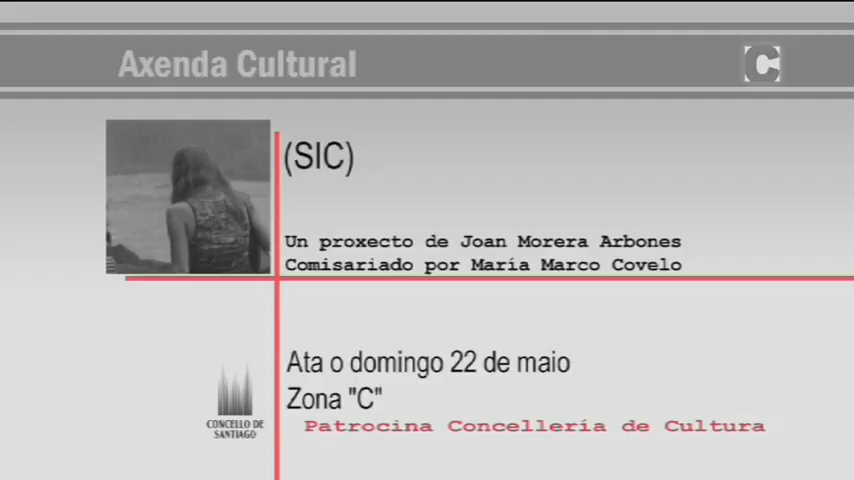 Axenda Cultural
C
(SIC)
Un proxecto de Joan Morera Arbones
Comisariado por María Marco Covelo
Ata o domingo 22 de maio
Zona "C"
CONCELLO DE
SANTIAGO
Patrocina Concellería de Cultura